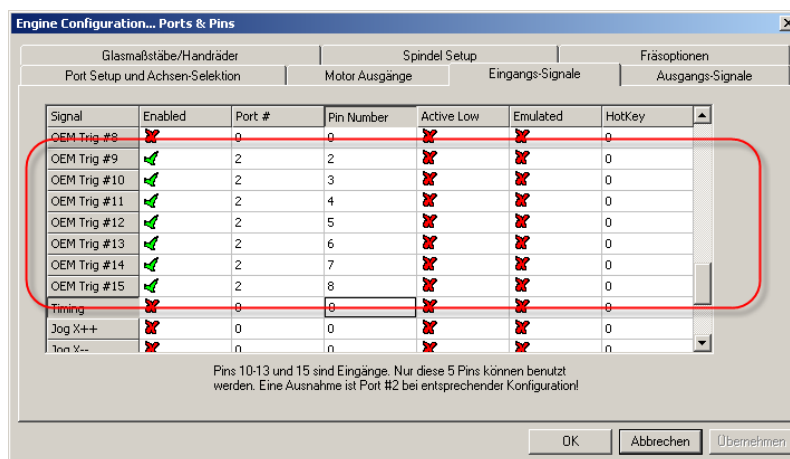 Engine Configuration... Ports & Pins
Glasmaßstäbe/Handräder Spindel Setup Fräsoptionen
Port Setup und Achsen-Selektion Motor Ausgänge Eingangs-Signale Ausgangs-Signale
Signal Enabled Port # Pin Number Active Low Emulated HotKey
OEM Trig #8 0 0 0
OEM Trig #9 2 2 0
OEM Trig #10 2 3 0
OEM Trig #11 2 4 0
OEM Trig #12 2 5 0
OEM Trig #13 2 6 0
OEM Trig #14 2 7 0
OEM Trig #15 2 8 0
Timing 0 0 0
Jog X++ 0 0 0
Jog X-- 0 0 0
Pins 10-13 und 15 sind Eingänge. Nur diese 5 Pins können benutzt
werden. Eine Ausnahme ist Port #2 bei entsprechender Konfiguration!
OK Abbrechen Übernehmen